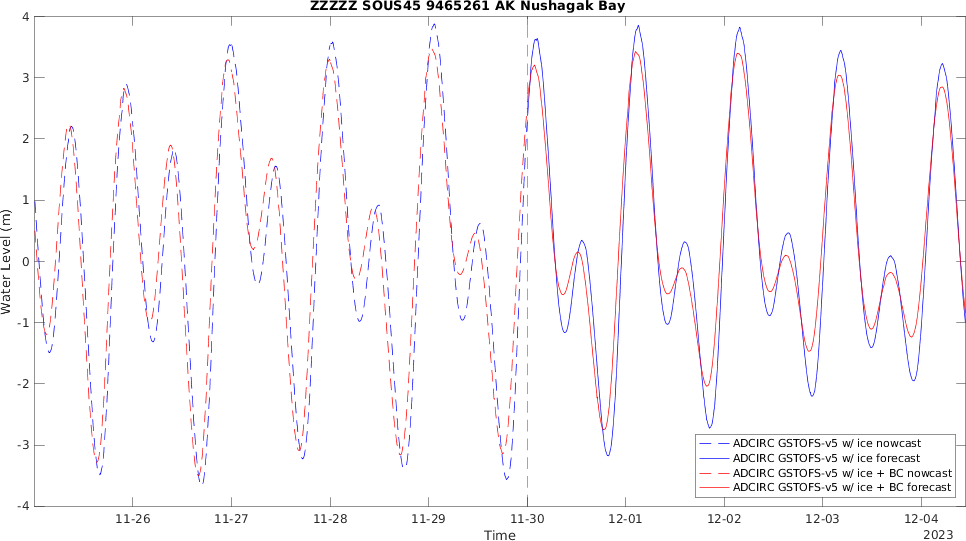 ZZZZZ SOUS45 9465261 AK Nushagak Bay
Water Level (m)
4
3
2
1
0
-1
-2
-3
-4
11-26
11-27
11-28
11-29
11-30
12-01
12-02
12-03
12-04
Time
2023
ADCIRC GSTOFS-v5 w/ ice nowcast
ADCIRC GSTOFS-v5 w/ ice forecast
ADCIRC GSTOFS-v5 w/ ice + BC nowcast
ADCIRC GSTOFS-v5 w/ ice + BC forecast